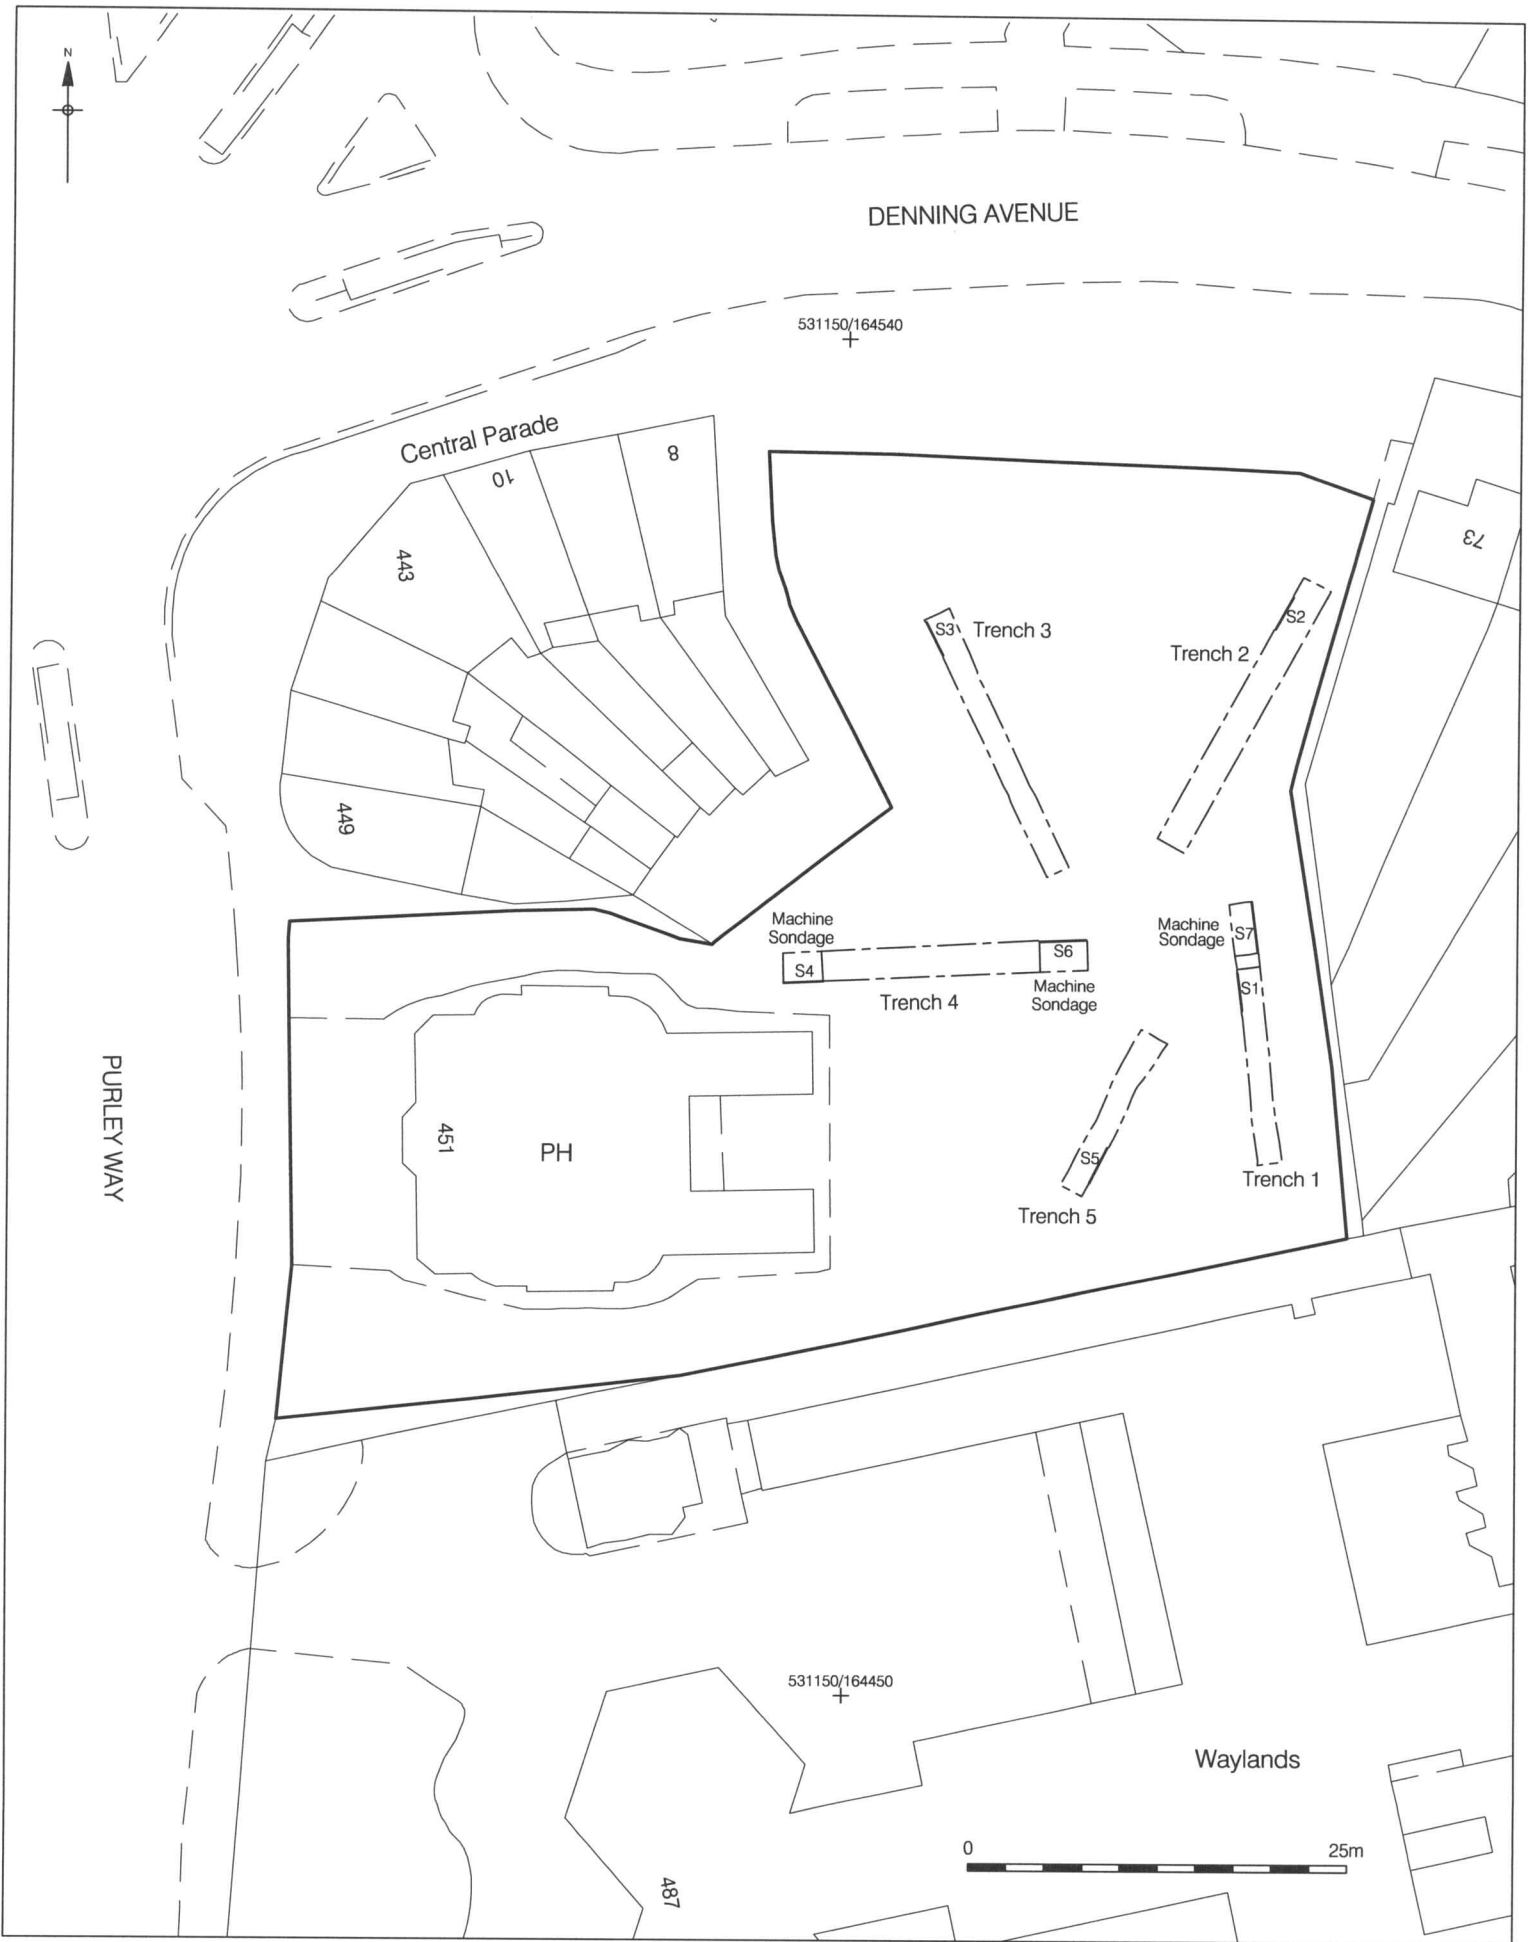 N
DENNING AVENUE
531150/164540
Central Parade
8
10
443
73
S3
Trench 3
S2
Trench 2
449
Machine
Sondage
S4
S6
Machine
Sondage
Trench 4
Machine
Sondage
S7
S1
PURLEY WAY
451
PH
S5
Trench 5
Trench 1
531150/164450
Waylands
0
25m
487